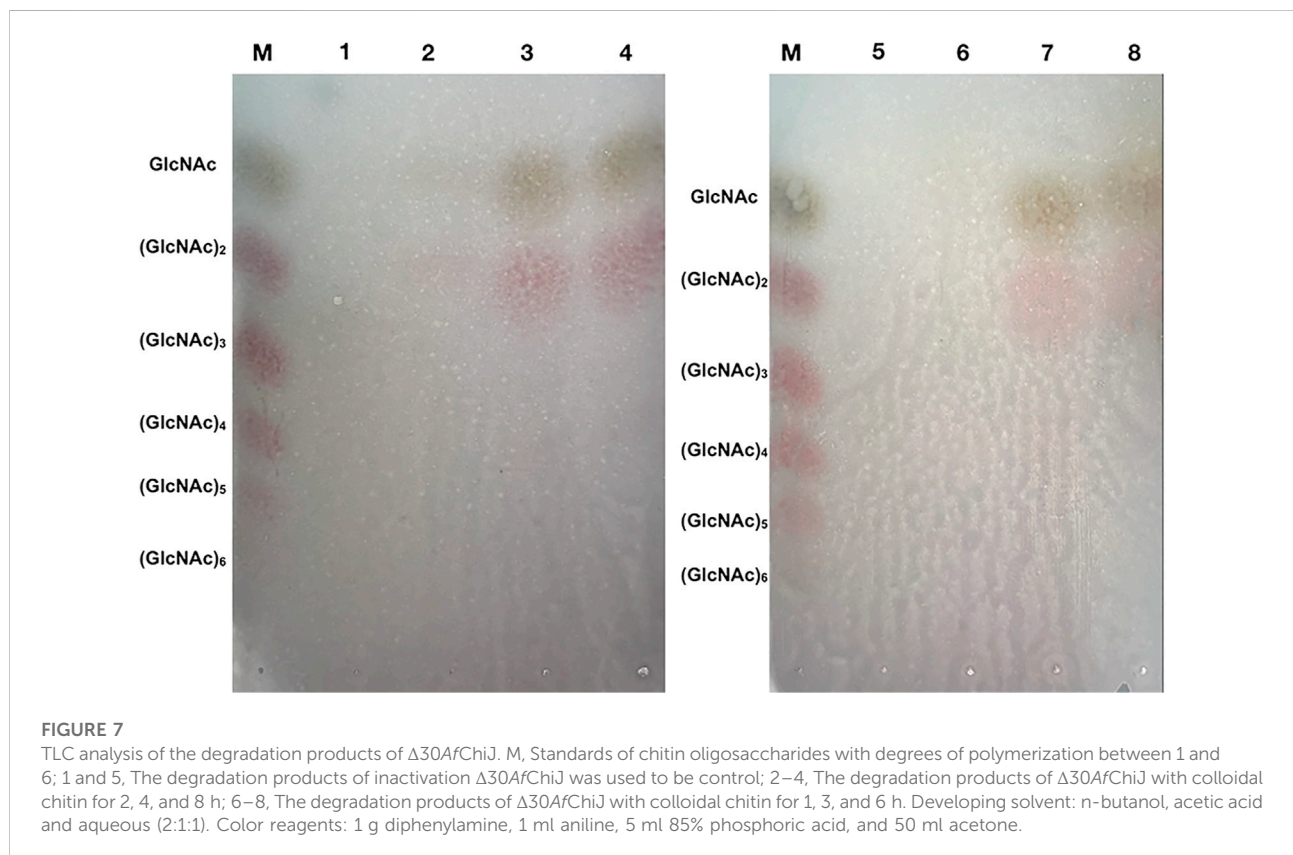 M 1 2 3 4
GlcNAc
(GlcNAc)₂
(GlcNAc)₃
(GlcNAc)₄
(GlcNAc)₅
(GlcNAc)₆
M 5 6 7 8
GlcNAc
(GlcNAc)₂
(GlcNAc)₃
(GlcNAc)₄
(GlcNAc)₅
(GlcNAc)₆
FIGURE 7
TLC analysis of the degradation products of Δ30AfChiJ. M, Standards of chitin oligosaccharides with degrees of polymerization between 1 and
6; 1 and 5, The degradation products of inactivation Δ30AfChiJ was used to be control; 2–4, The degradation products of Δ30AfChiJ with colloidal
chitin for 2, 4, and 8 h; 6–8, The degradation products of Δ30AfChiJ with colloidal chitin for 1, 3, and 6 h. Developing solvent: n-butanol, acetic acid
and aqueous (2:1:1). Color reagents: 1 g diphenylamine, 1 ml aniline, 5 ml 85% phosphoric acid, and 50 ml acetone.